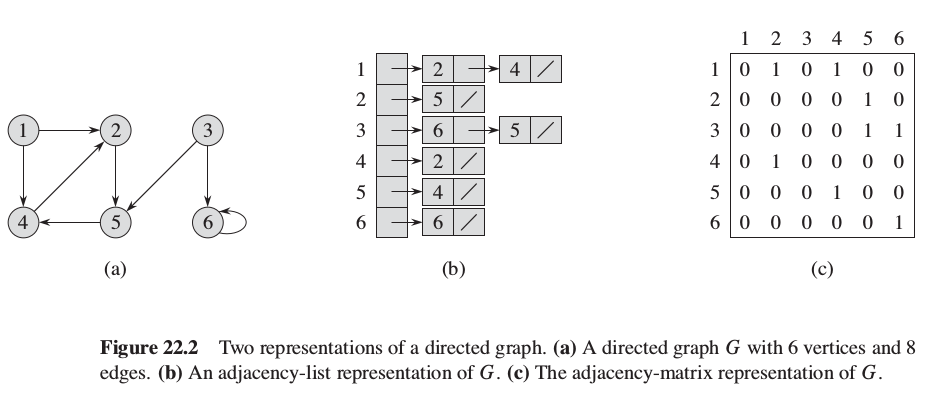 1 2 3
4 5 6
(a)
1 2 4
2 5
3 6 5
4 2
5 4
6 6
(b)
1 2 3 4 5 6
1 0 1 0 1 0 0
2 0 0 0 0 1 0
3 0 0 0 0 1 1
4 0 1 0 0 0 0
5 0 0 0 1 0 0
6 0 0 0 0 0 1
(c)
Figure 22.2 Two representations of a directed graph. (a) A directed graph G with 6 vertices and 8
edges. (b) An adjacency-list representation of G. (c) The adjacency-matrix representation of G.